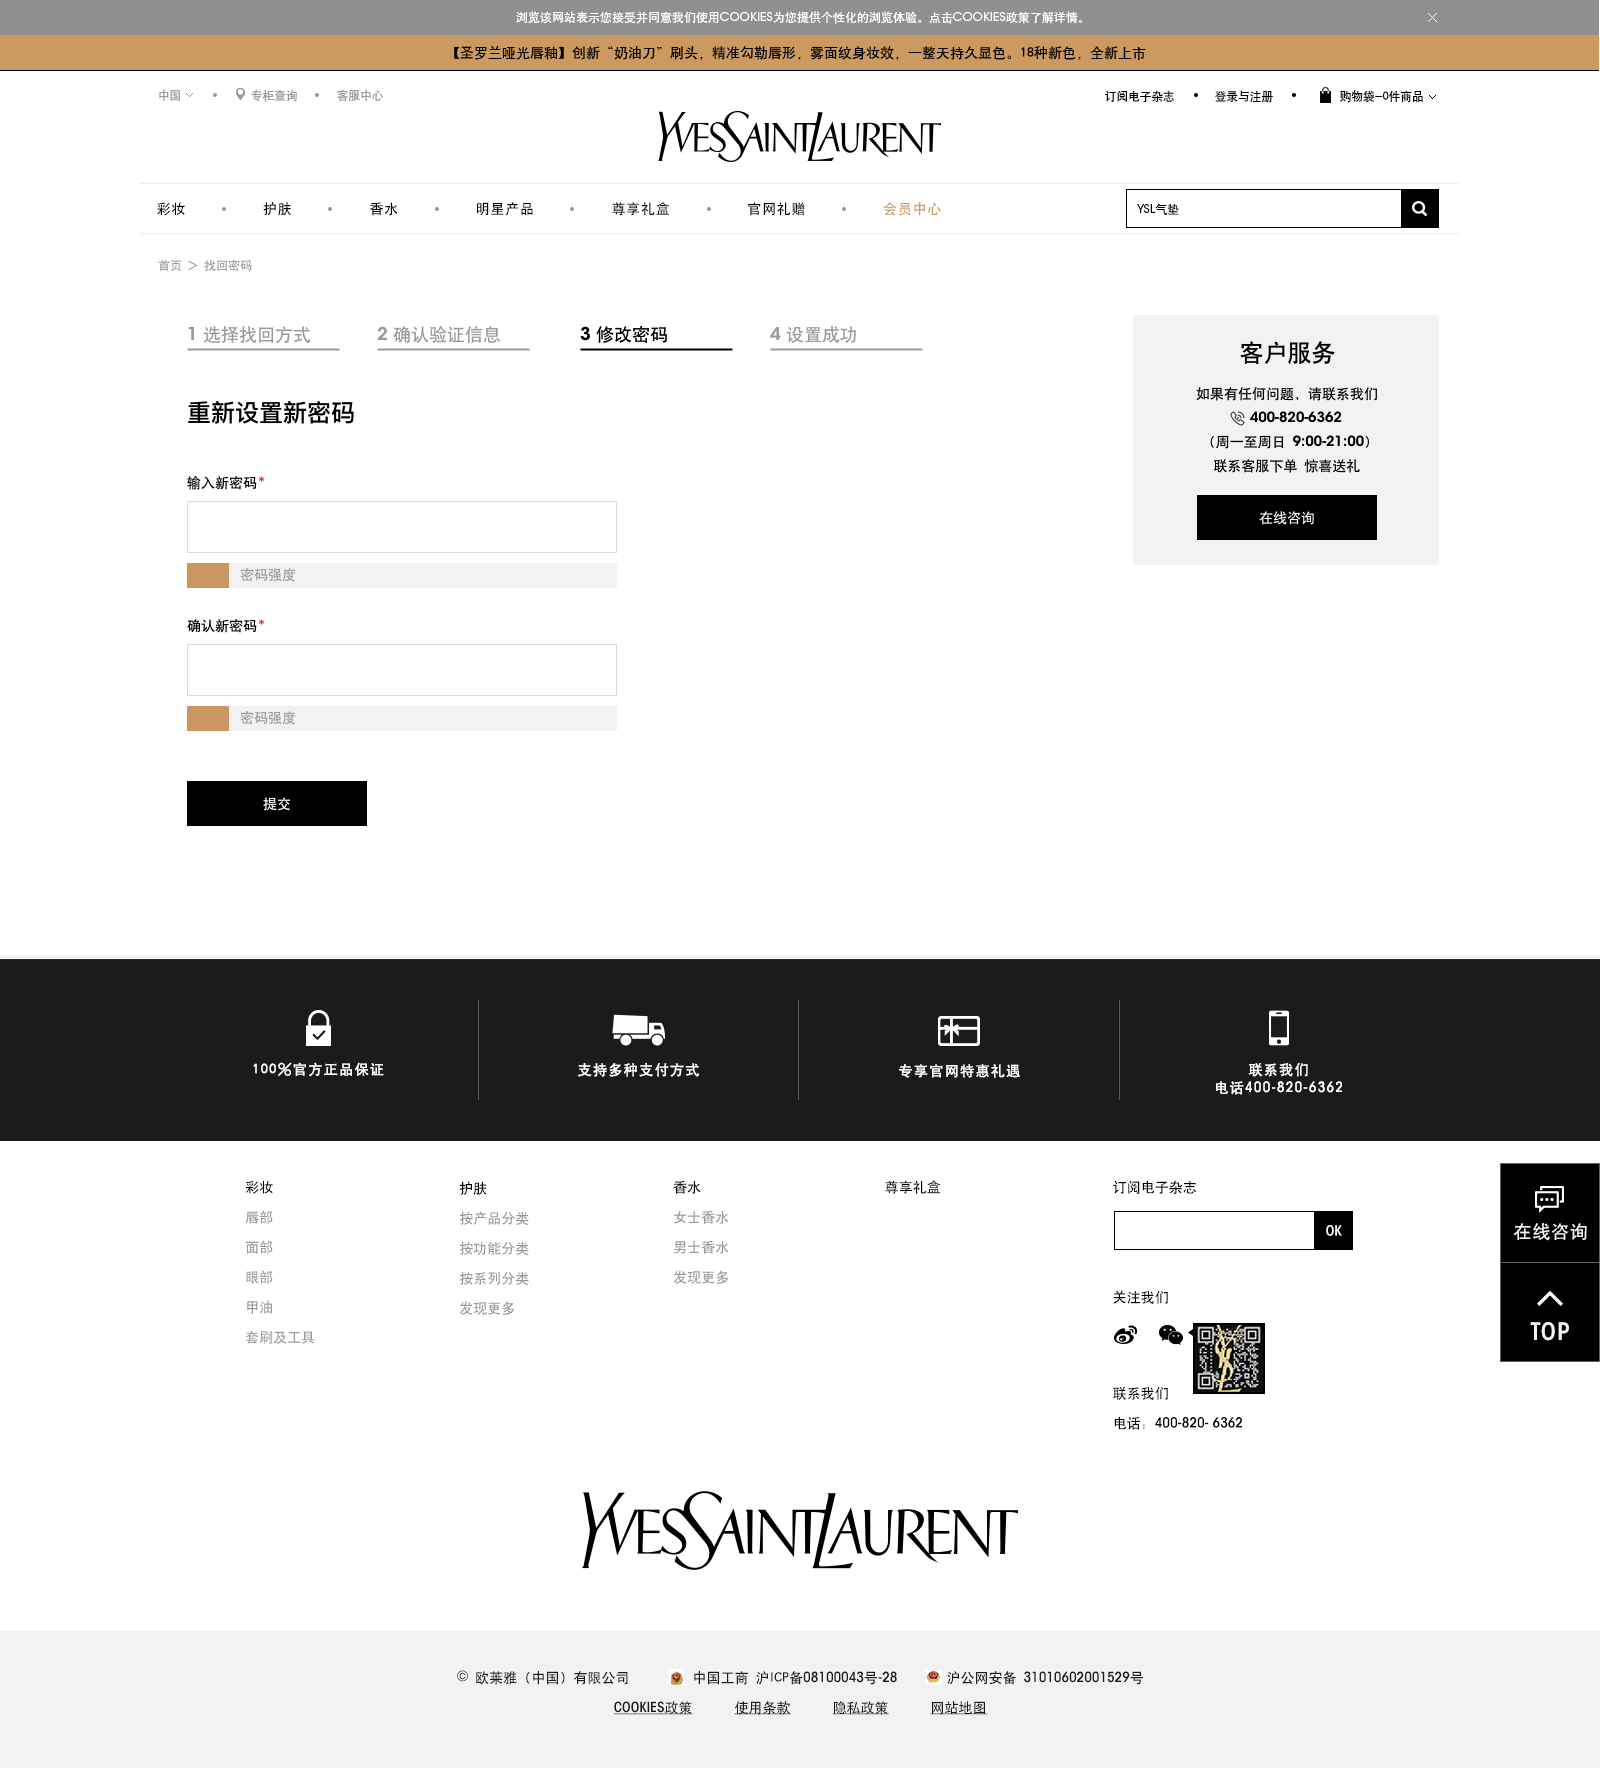 浏览该网站表示您接受并同意我们使用COOKIES为您提供个性化的浏览体验。点击COOKIES政策了解详情。
【圣罗兰哑光唇釉】创新“奶油刀”刷头，精准勾勒唇形，雾面纹身妆效，一整天持久显色。18种新色，全新上市
中国 专柜查询 客服中心 订阅电子杂志 登录与注册 购物袋-0件商品
YVESSAINTLAURENT
彩妆 护肤 香水 明星产品 尊享礼盒 官网礼赠 会员中心 YSL气垫
首页 > 找回密码
1 选择找回方式 2 确认验证信息 3 修改密码 4 设置成功
重新设置新密码
输入新密码*
密码强度
确认新密码*
密码强度
提交
客户服务
如果有任何问题，请联系我们
400-820-6362
（周一至周日 9:00-21:00）
联系客服下单 惊喜送礼
在线咨询
100%官方正品保证 支持多种支付方式 专享官网特惠礼遇 联系我们
电话400-820-6362
彩妆
唇部
面部
眼部
甲油
套刷及工具
护肤
按产品分类
按功能分类
按系列分类
发现更多
香水
女士香水
男士香水
发现更多
尊享礼盒
订阅电子杂志
OK
关注我们
YSL
联系我们
电话：400-820- 6362
在线咨询
TOP
YVESSAINTLAURENT
© 欧莱雅（中国）有限公司 中国工商 沪ICP备08100043号-28 沪公网安备 31010602001529号
COOKIES政策 使用条款 隐私政策 网站地图